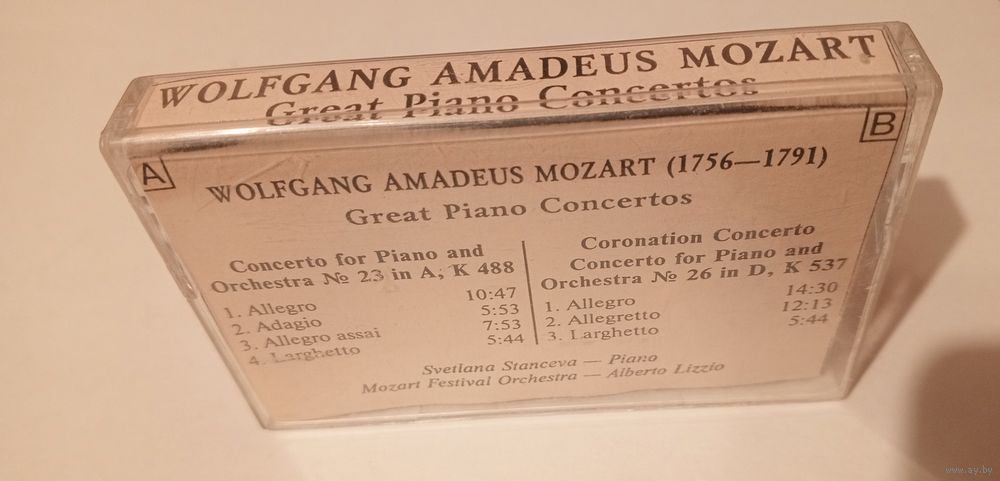 WOLFGANG AMADEUS MOZART
Great Piano Concertos
A
B
WOLFGANG AMADEUS MOZART (1756—1791)
Great Piano Concertos
Concerto for Piano and
Orchestra № 23 in A, K 488
1. Allegro 10:47
2. Adagio 5:53
3. Allegro assai 7:53
4. Larghetto 5:44
Coronation Concerto
Concerto for Piano and
Orchestra № 26 in D, K 537
1. Allegro 14:30
2. Allegretto 12:13
3. Larghetto 5:44
Svetlana Stanceva — Piano
Mozart Festival Orchestra — Alberto Lizzio
www.ay.by